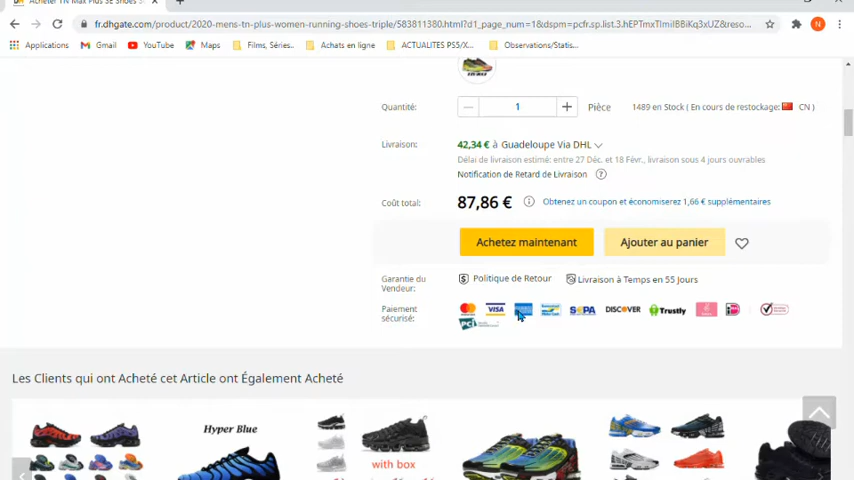 Acheter TN Max Plus SE Shoes S
fr.dhgate.com/product/2020-mens-tn-plus-women-running-shoes-triple/583811380.html?d1_page_num=1&dspm=pcfr.sp.list.3.hEPTmxTlmiIBBiKq3xUZ&reso...
Applications Gmail YouTube Maps Films, Séries... Achats en ligne ACTUALITES PS5/X... Observations/Statis...
HYPER BLUE
Quantité: 1 Pièce 1489 en Stock ( En cours de restockage: CN )
Livraison: 42,34 € à Guadeloupe Via DHL
Délai de livraison estimé: entre 27 Déc. et 18 Févr., livraison sous 4 jours ouvrables
Notification de Retard de Livraison ?
Coût total: 87,86 € Obtenez un coupon et économiserez 1,66 € supplémentaires
Achetez maintenant Ajouter au panier
Garantie du
Vendeur:
Politique de Retour Livraison à Temps en 55 Jours
Paiement
sécurisé:
VISA SEPA DISCOVER Trustly
PCI
Les Clients qui ont Acheté cet Article ont Également Acheté
Hyper Blue
with box